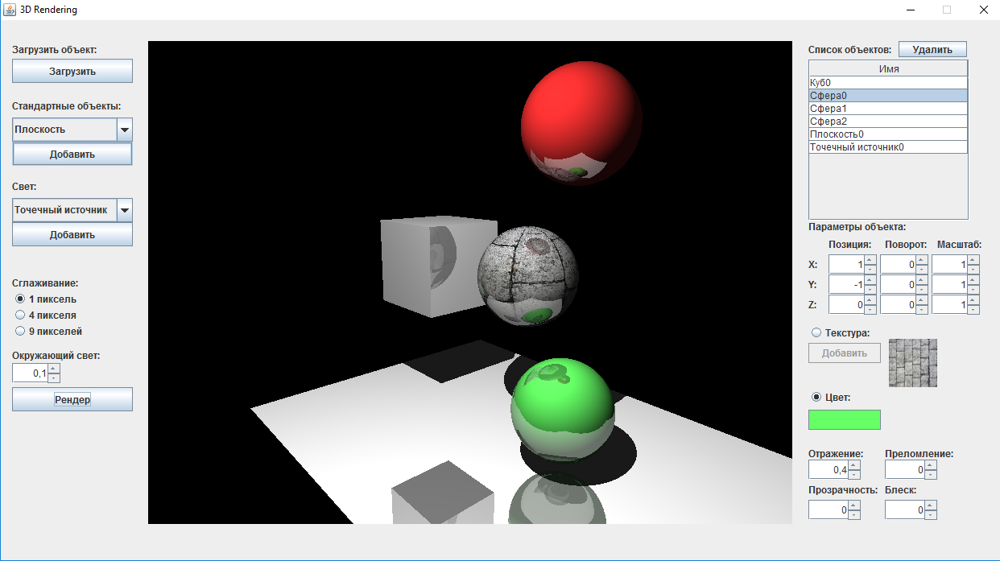 3D Rendering
Загрузить объект:
Загрузить
Стандартные объекты:
Плоскость
Добавить
Свет:
Точечный источник
Добавить
Сглаживание:
1 пиксель
4 пикселя
9 пикселей
Окружающий свет:
0,1
Рендер
Список объектов: Удалить
Имя
Куб0
Сфера0
Сфера1
Сфера2
Плоскость0
Точечный источник0
Параметры объекта:
Позиция: Поворот: Масштаб:
X: 1 0 1
Y: -1 0 1
Z: 0 0 1
Текстура:
Добавить
Цвет:
Отражение: Преломление:
0,4 0
Прозрачность: Блеск:
0 0